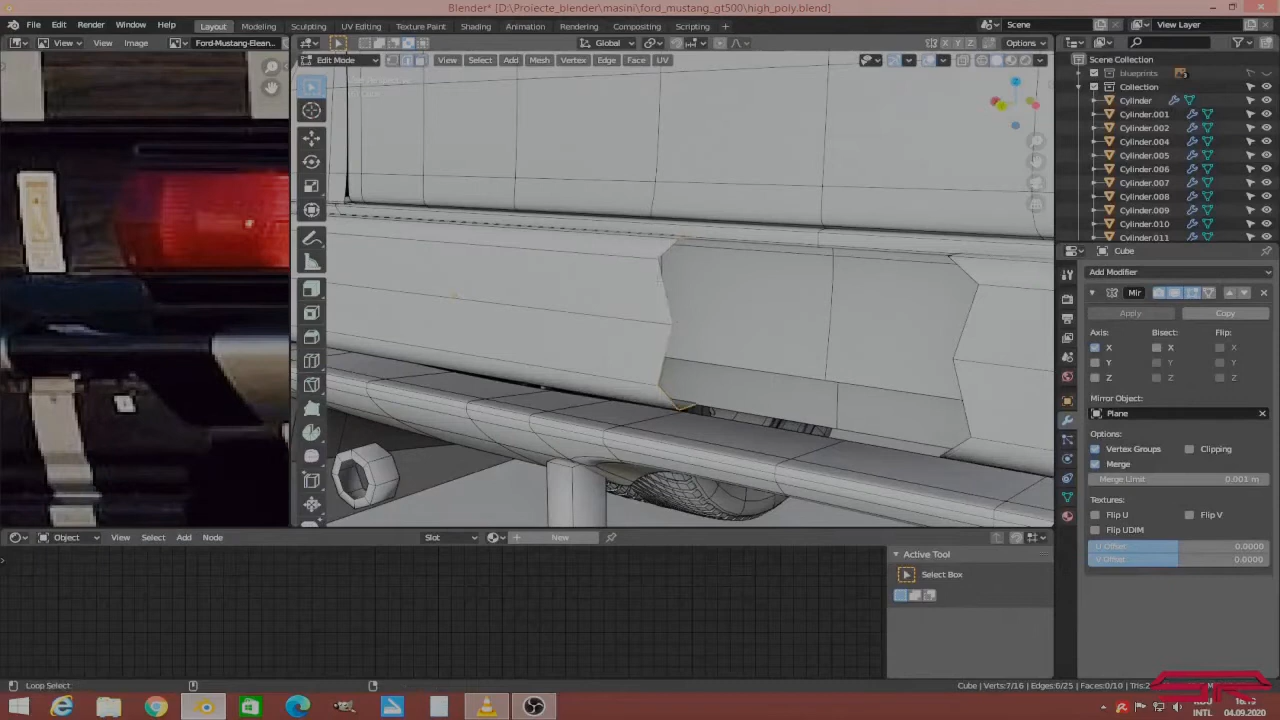 Blender* [D:\Proiecte_blender\masini\ford_mustang_gt500\high_poly.blend]
File Edit Render Window Help Layout Modeling Sculpting UV Editing Texture Paint Shading Animation Rendering Compositing Scripting + Scene View Layer
View View Image Ford-Mustang-Elean... Global X Y Z Options
Edit Mode View Select Add Mesh Vertex Edge Face UV
Scene Collection
blueprints
Collection
Cylinder
Cylinder.001
Cylinder.002
Cylinder.004
Cylinder.005
Cylinder.006
Cylinder.007
Cylinder.008
Cylinder.009
Cylinder.010
Cylinder.011
Cube
Add Modifier
Mir
Apply Copy
Axis: Bisect: Flip:
X X X
Y Y Y
Z Z Z
Mirror Object:
Plane
Options:
Vertex Groups Clipping
Merge
Merge Limit 0.001 m
Textures:
Flip U Flip V
Flip UDIM
U Offset 0.0000
V Offset 0.0000
Object View Select Add Node Slot New
Active Tool
Select Box
Loop Select
Cube | Verts:7/16 | Edges:6/25 | Faces:0/10
INTL 04.09.2020